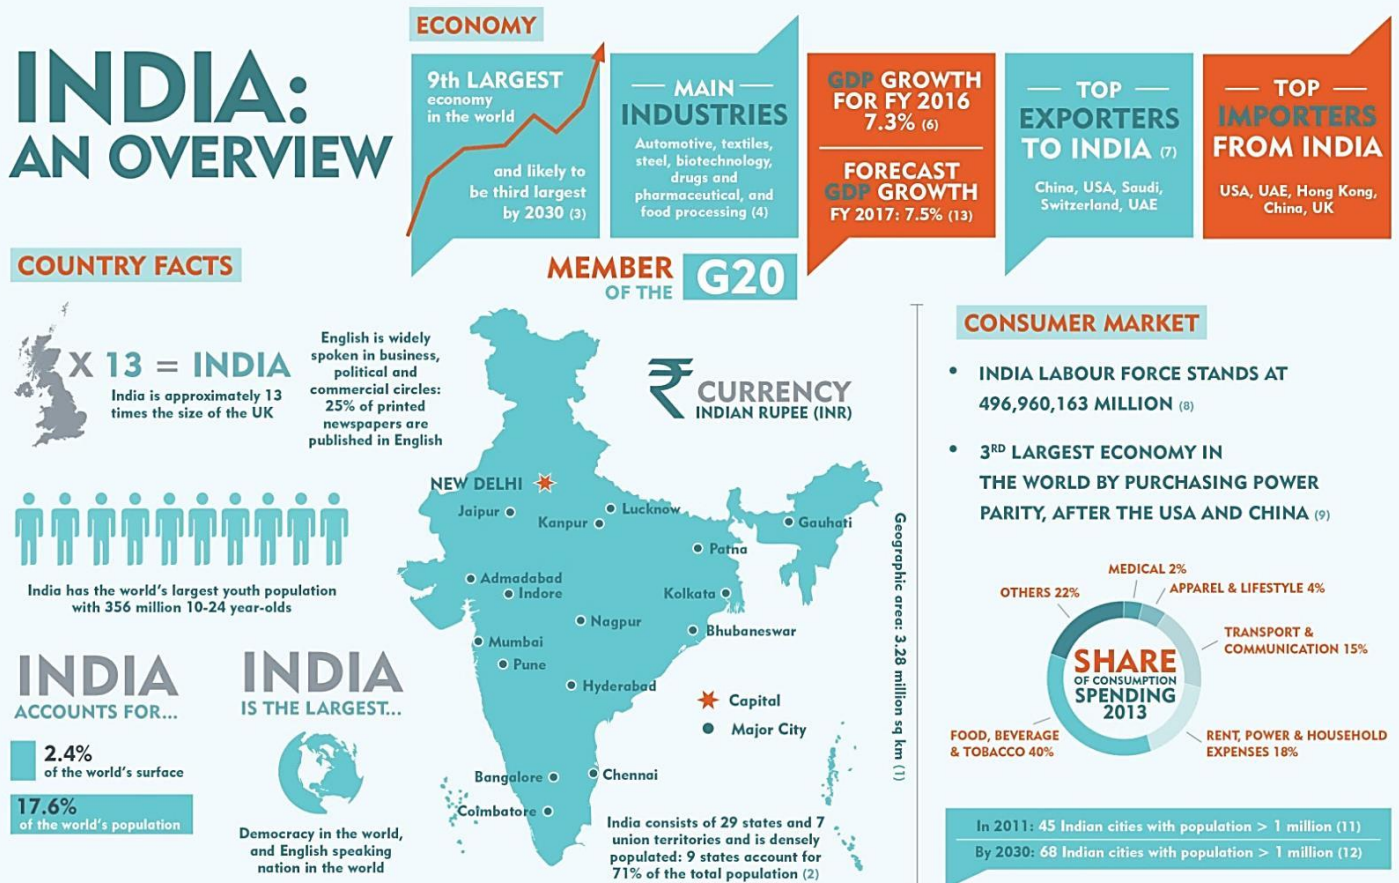 INDIA:
AN OVERVIEW
ECONOMY
9th LARGEST
economy
in the world
and likely to
be third largest
by 2030 (3)
MAIN
INDUSTRIES
Automotive, textiles,
steel, biotechnology,
drugs and
pharmaceutical, and
food processing (4)
GDP GROWTH
FOR FY 2016
7.3% (6)
FORECAST
GDP GROWTH
FY 2017: 7.5% (13)
TOP
EXPORTERS
TO INDIA (7)
China, USA, Saudi,
Switzerland, UAE
TOP
IMPORTERS
FROM INDIA
USA, UAE, Hong Kong,
China, UK
COUNTRY FACTS
X 13 = INDIA
India is approximately 13
times the size of the UK
English is widely
spoken in business,
political and
commercial circles:
25% of printed
newspapers are
published in English
India has the world's largest youth population
with 356 million 10-24 year-olds
INDIA
ACCOUNTS FOR...
2.4%
of the world's surface
17.6%
of the world's population
INDIA
IS THE LARGEST...
Democracy in the world,
and English speaking
nation in the world
MEMBER
OF THE
G20
₹ CURRENCY
INDIAN RUPEE (INR)
NEW DELHI
Jaipur
Lucknow
Kanpur
Gauhati
Patna
Admadabad
Indore
Kolkata
Nagpur
Bhubaneswar
Mumbai
Pune
Hyderabad
Capital
Major City
Bangalore
Chennai
Coimbatore
Geographic area: 3.28 million sq km (1)
India consists of 29 states and 7
union territories and is densely
populated: 9 states account for
71% of the total population (2)
CONSUMER MARKET
• INDIA LABOUR FORCE STANDS AT
496,960,163 MILLION (8)
• 3RD LARGEST ECONOMY IN
THE WORLD BY PURCHASING POWER
PARITY, AFTER THE USA AND CHINA (9)
MEDICAL 2%
OTHERS 22%
APPAREL & LIFESTYLE 4%
TRANSPORT &
COMMUNICATION 15%
SHARE
OF CONSUMPTION
SPENDING
2013
FOOD, BEVERAGE
& TOBACCO 40%
RENT, POWER & HOUSEHOLD
EXPENSES 18%
In 2011: 45 Indian cities with population > 1 million (11)
By 2030: 68 Indian cities with population > 1 million (12)